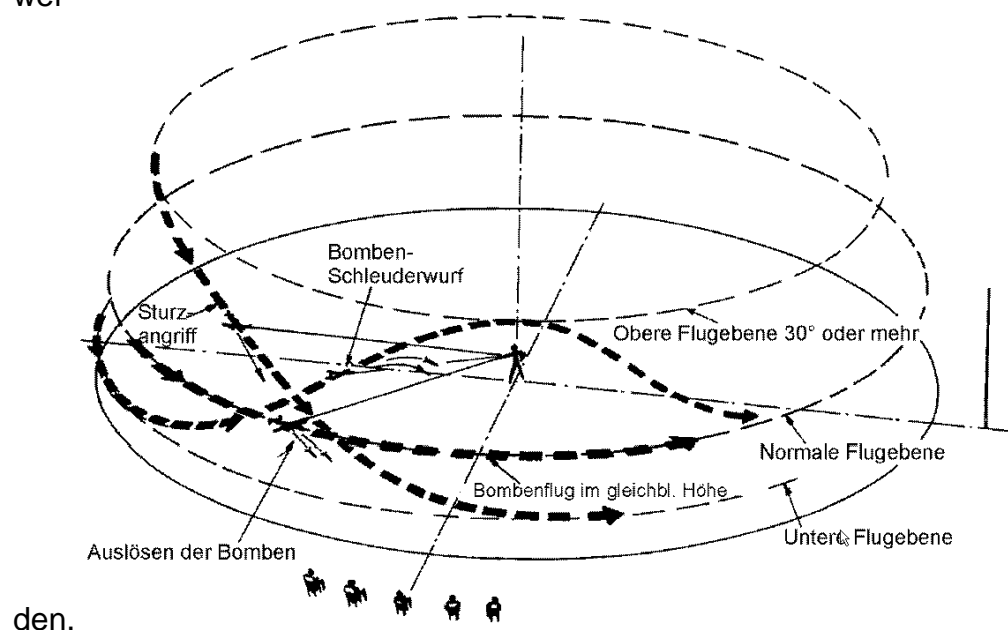 wer
Bomben-
Schleuderwurf
Sturz-
angriff
Obere Flugebene 30° oder mehr
Normale Flugebene
Bombenflug im gleichbl. Höhe
Untere Flugebene
Auslösen der Bomben
den.